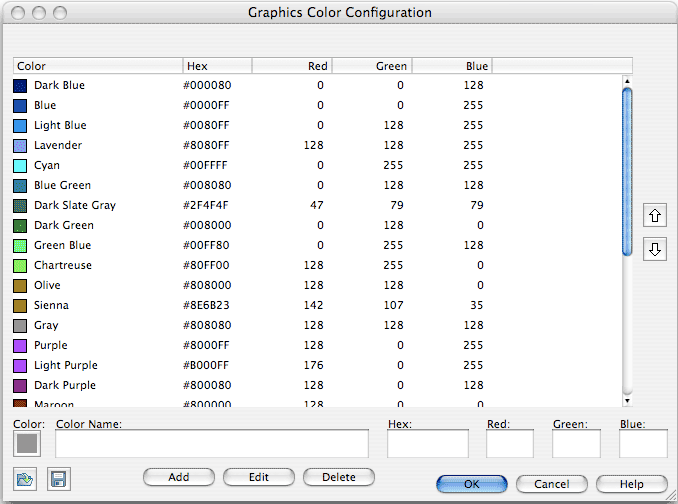 Graphics Color Configuration
Color Hex Red Green Blue
Dark Blue #000080 0 0 128
Blue #0000FF 0 0 255
Light Blue #0080FF 0 128 255
Lavender #8080FF 128 128 255
Cyan #00FFFF 0 255 255
Blue Green #008080 0 128 128
Dark Slate Gray #2F4F4F 47 79 79
Dark Green #008000 0 128 0
Green Blue #00FF80 0 255 128
Chartreuse #80FF00 128 255 0
Olive #808000 128 128 0
Sienna #8E6B23 142 107 35
Gray #808080 128 128 128
Purple #8000FF 128 0 255
Light Purple #B000FF 176 0 255
Dark Purple #800080 128 0 128
Maroon #800000 128 0 0
Color: Color Name: Hex: Red: Green: Blue:
Add Edit Delete
OK Cancel Help